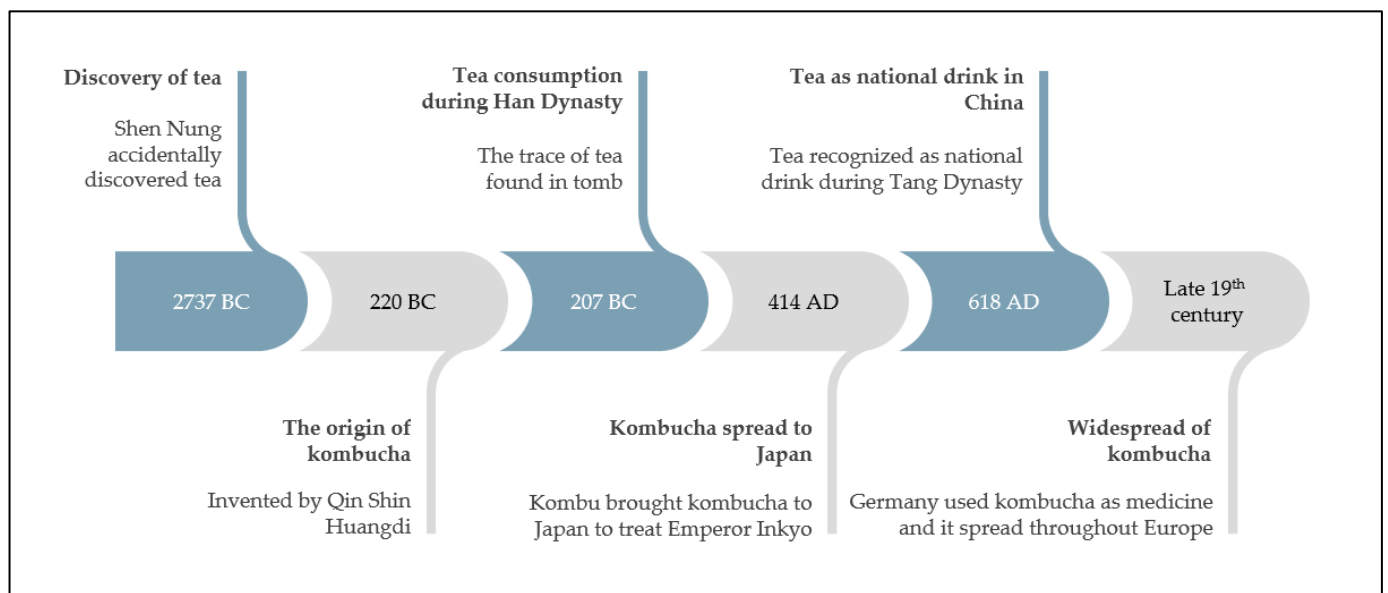 Discovery of tea
Shen Nung
accidentally
discovered tea
Tea consumption
during Han Dynasty
The trace of tea
found in tomb
Tea as national drink in
China
Tea recognized as national
drink during Tang Dynasty
2737 BC
220 BC
207 BC
414 AD
618 AD
Late 19th
century
The origin of
kombucha
Invented by Qin Shin
Huangdi
Kombucha spread to
Japan
Kombu brought kombucha to
Japan to treat Emperor Inkyo
Widespread of
kombucha
Germany used kombucha as medicine
and it spread throughout Europe